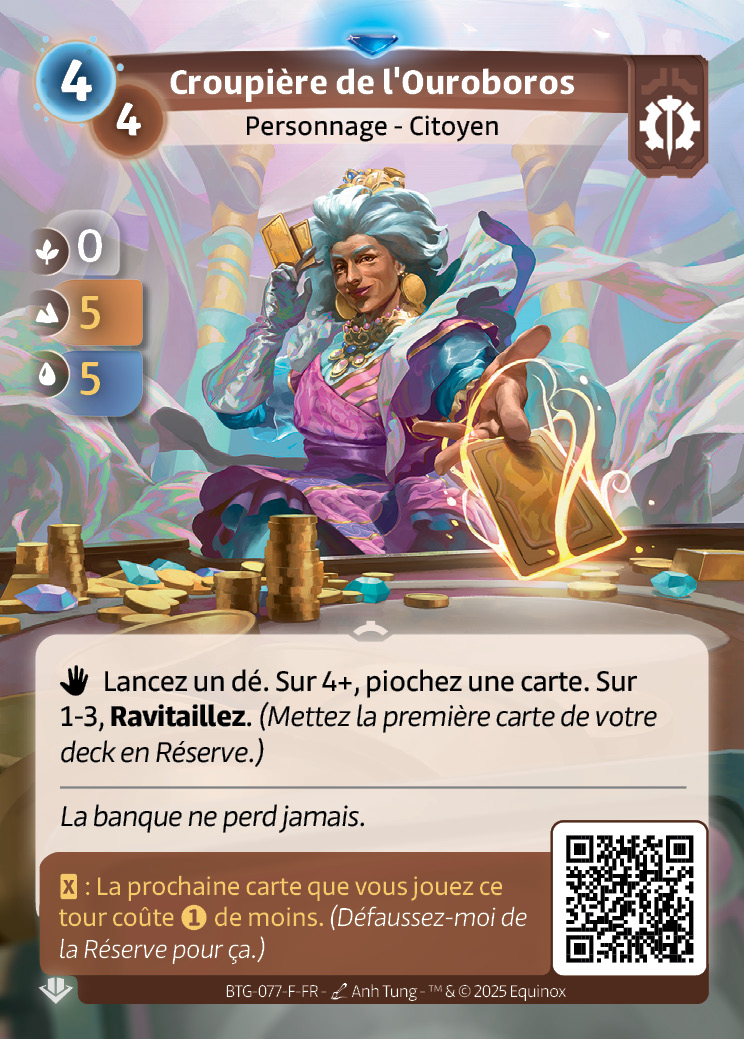 4
Croupière de l'Ouroboros
4
Personnage - Citoyen
0
5
5
Lancez un dé. Sur 4+, piochez une carte. Sur
1-3, Ravitaillez. (Mettez la première carte de votre
deck en Réserve.)
La banque ne perd jamais.
X : La prochaine carte que vous jouez ce
tour coûte 1 de moins. (Défaussez-moi de
la Réserve pour ça.)
BTG-077-F-FR - Anh Tung - ™ & © 2025 Equinox